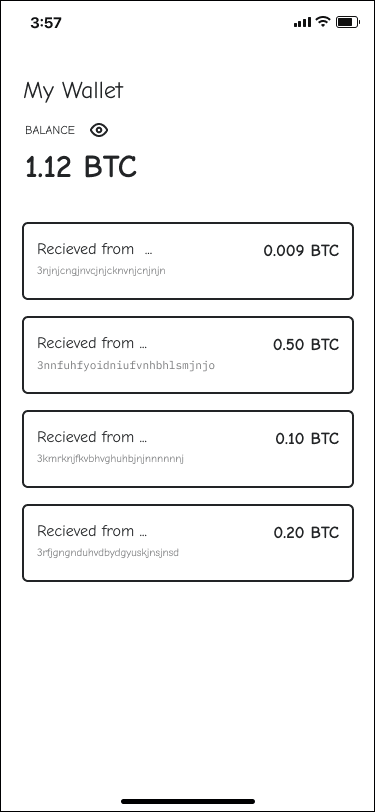 3:57
My Wallet
BALANCE
1.12 BTC
Recieved from ...
0.009 BTC
3njnjcngjnvcjnjcknvnjcnjnjn
Recieved from ...
0.50 BTC
3nnfuhfyoidniufvnhbhlsmjnjo
Recieved from ...
0.10 BTC
3kmrknjfkvbhvghuhbjnjnnnnnnj
Recieved from ...
0.20 BTC
3rfjgngnduhvdbydgyuskjnsjnsd